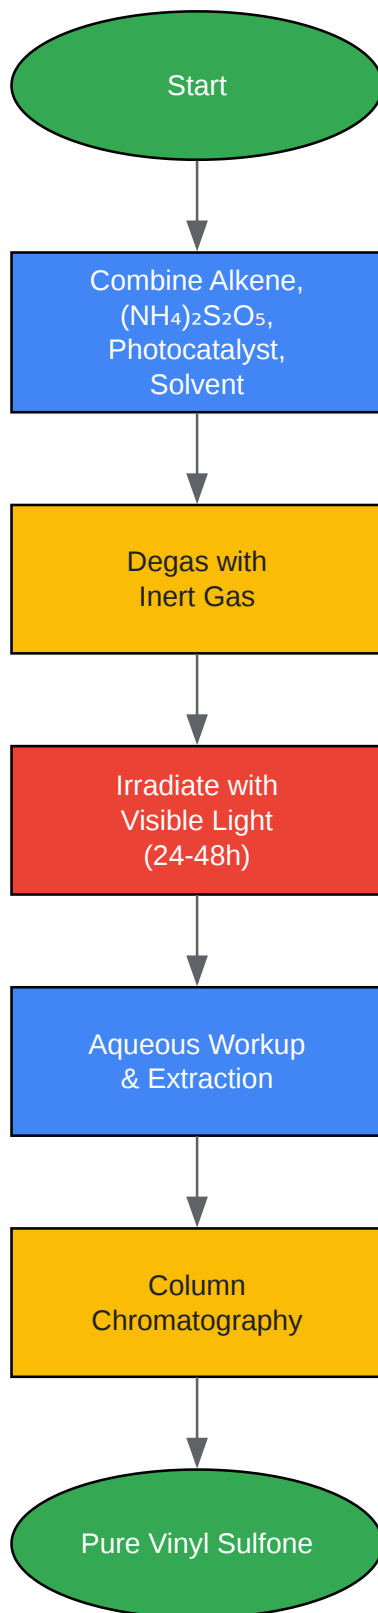 Start
Combine Alkene,
(NH₄)₂S₂O₅,
Photocatalyst,
Solvent
Degas with
Inert Gas
Irradiate with
Visible Light
(24-48h)
Aqueous Workup
& Extraction
Column
Chromatography
Pure Vinyl Sulfone